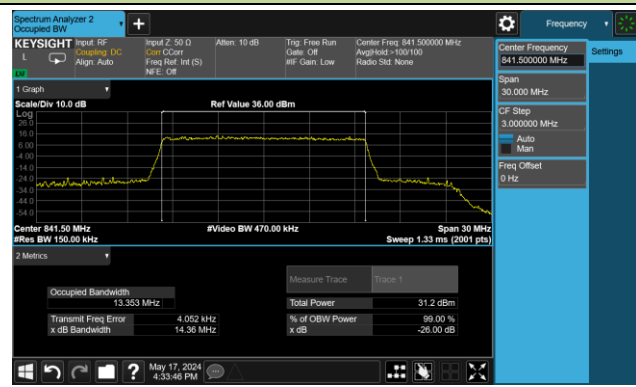 Spectrum Analyzer 2
Occupied BW
Frequency
KEYSIGHT Input: RF Input Z: 50 Ω Atten: 10 dB Trig: Free Run Center Freq: 841.500000 MHz
L Coupling: DC Corr CCorr Gate: Off Avg|Hold:>100/100
Align: Auto Freq Ref: Int (S) #IF Gain: Low Radio Std: None
NFE: Off
LU
Center Frequency
841.500000 MHz
Settings
Span
30.000 MHz
CF Step
3.000000 MHz
Auto
Man
Freq Offset
0 Hz
1 Graph
Scale/Div 10.0 dB Ref Value 36.00 dBm
Log
26.0
16.0
6.00
-4.00
-14.0
-24.0
-34.0
-44.0
-54.0
Center 841.50 MHz #Video BW 470.00 kHz Span 30 MHz
#Res BW 150.00 kHz Sweep 1.33 ms (2001 pts)
2 Metrics
Measure Trace Trace 1
Occupied Bandwidth
13.353 MHz
Total Power 31.2 dBm
Transmit Freq Error 4.052 kHz % of OBW Power 99.00 %
x dB Bandwidth 14.36 MHz x dB -26.00 dB
? May 17, 2024
4:33:46 PM